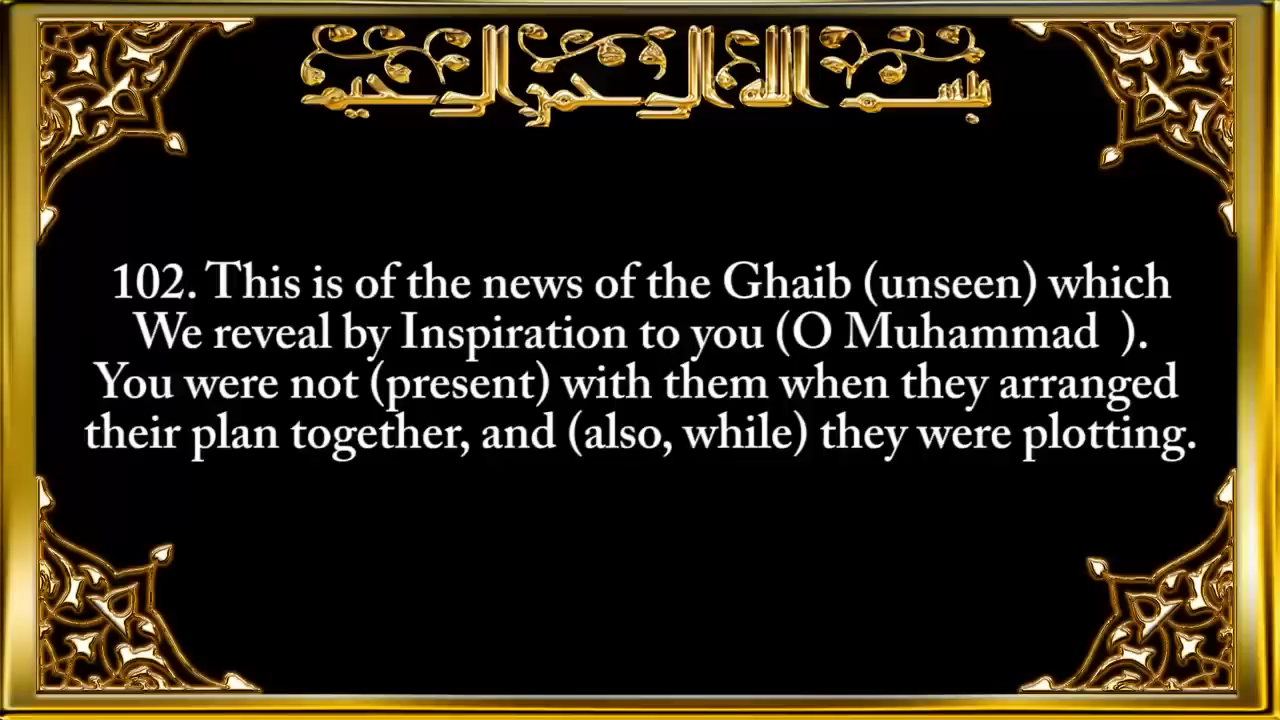 بسم الله الرحمن الرحيم
102. This is of the news of the Ghaib (unseen) which
We reveal by Inspiration to you (O Muhammad  ).
You were not (present) with them when they arranged
their plan together, and (also, while) they were plotting.